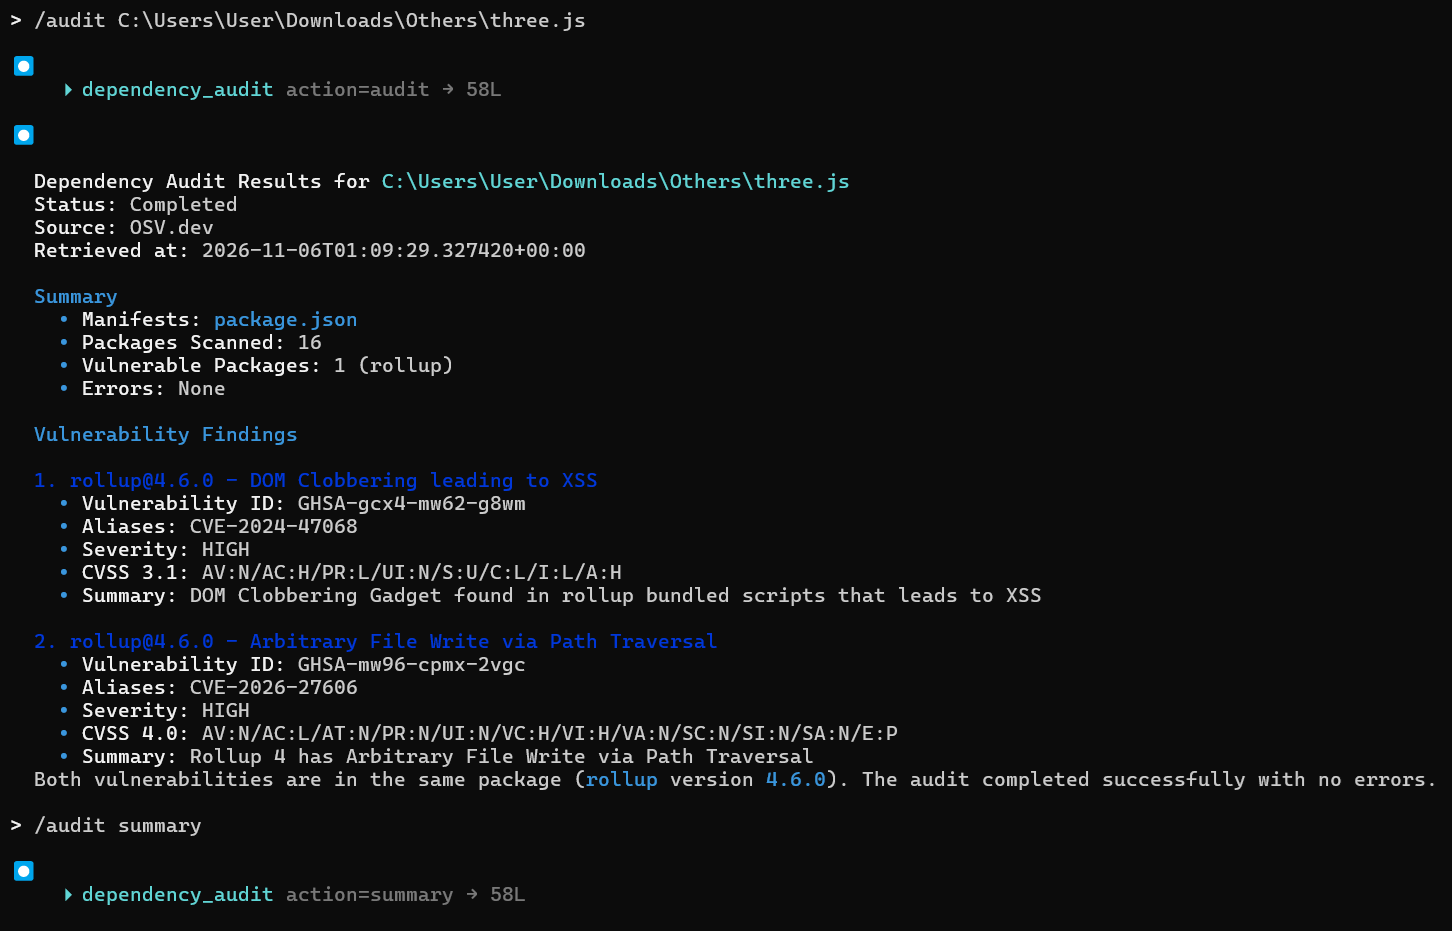 > /audit C:\Users\User\Downloads\Others\three.js
dependency_audit action=audit → 58L
Dependency Audit Results for C:\Users\User\Downloads\Others\three.js
Status: Completed
Source: OSV.dev
Retrieved at: 2026-11-06T01:09:29.327420+00:00
Summary
• Manifests: package.json
• Packages Scanned: 16
• Vulnerable Packages: 1 (rollup)
• Errors: None
Vulnerability Findings
1. rollup@4.6.0 - DOM Clobbering leading to XSS
• Vulnerability ID: GHSA-gcx4-mw62-g8wm
• Aliases: CVE-2024-47068
• Severity: HIGH
• CVSS 3.1: AV:N/AC:H/PR:L/UI:N/S:U/C:L/I:L/A:H
• Summary: DOM Clobbering Gadget found in rollup bundled scripts that leads to XSS
2. rollup@4.6.0 - Arbitrary File Write via Path Traversal
• Vulnerability ID: GHSA-mw96-cpmx-2vgc
• Aliases: CVE-2026-27606
• Severity: HIGH
• CVSS 4.0: AV:N/AC:L/AT:N/PR:N/UI:N/VC:H/VI:H/VA:N/SC:N/SI:N/SA:N/E:P
• Summary: Rollup 4 has Arbitrary File Write via Path Traversal
Both vulnerabilities are in the same package (rollup version 4.6.0). The audit completed successfully with no errors.
> /audit summary
dependency_audit action=summary → 58L